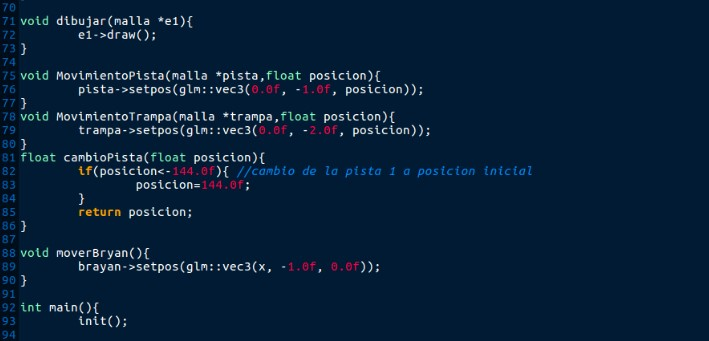 70
71 void dibujar(malla *e1){
72         e1->draw();
73 }
74
75 void MovimientoPista(malla *pista,float posicion){
76         pista->setpos(glm::vec3(0.0f, -1.0f, posicion));
77 }
78 void MovimientoTrampa(malla *trampa,float posicion){
79         trampa->setpos(glm::vec3(0.0f, -2.0f, posicion));
80 }
81 float cambioPista(float posicion){
82         if(posicion<-144.0f){ //cambio de la pista 1 a posicion inicial
83                 posicion=144.0f;
84         }
85         return posicion;
86 }
87
88 void moverBryan(){
89         brayan->setpos(glm::vec3(x, -1.0f, 0.0f));
90 }
91
92 int main(){
93         init();
94